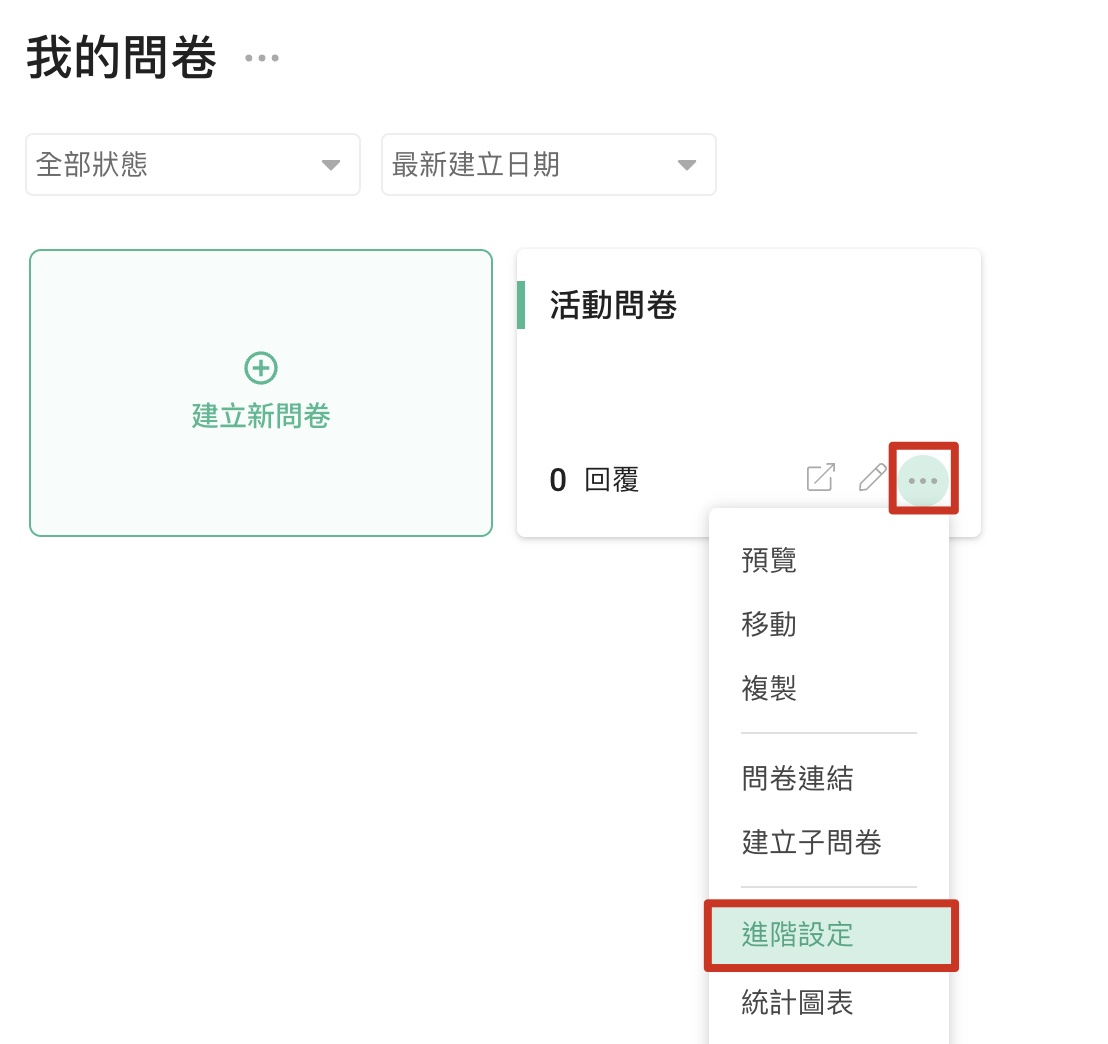 我的問卷
全部狀態
最新建立日期
建立新問卷
活動問卷
0 回覆
預覽
移動
複製
問卷連結
建立子問卷
進階設定
統計圖表